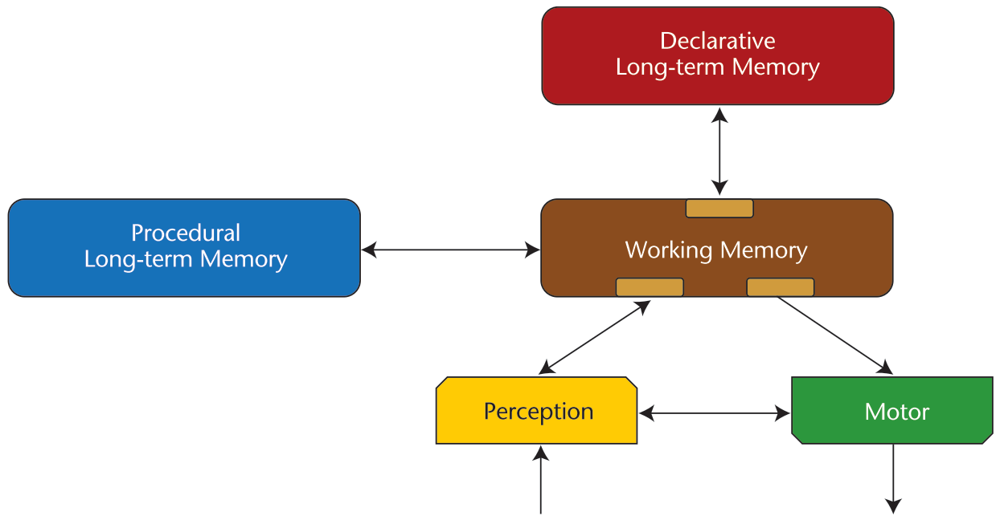 Declarative
Long-term Memory
Procedural
Long-term Memory
Working Memory
Perception
Motor